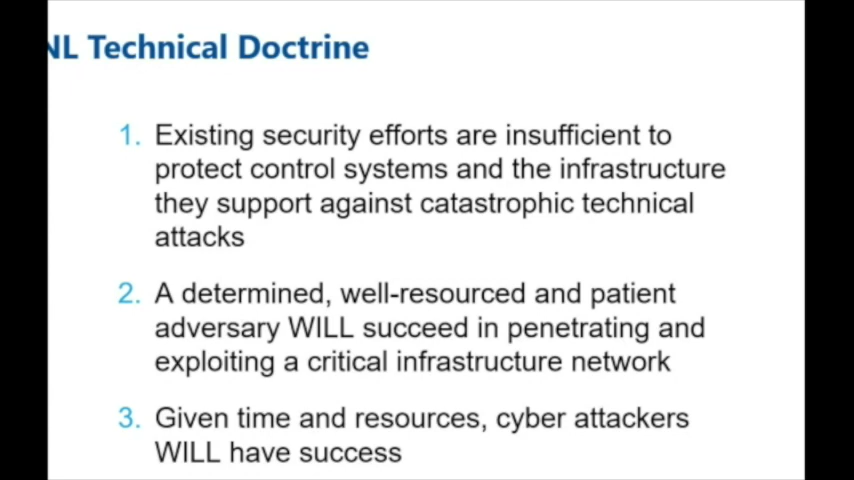 NL Technical Doctrine
1. Existing security efforts are insufficient to
protect control systems and the infrastructure
they support against catastrophic technical
attacks
2. A determined, well-resourced and patient
adversary WILL succeed in penetrating and
exploiting a critical infrastructure network
3. Given time and resources, cyber attackers
WILL have success